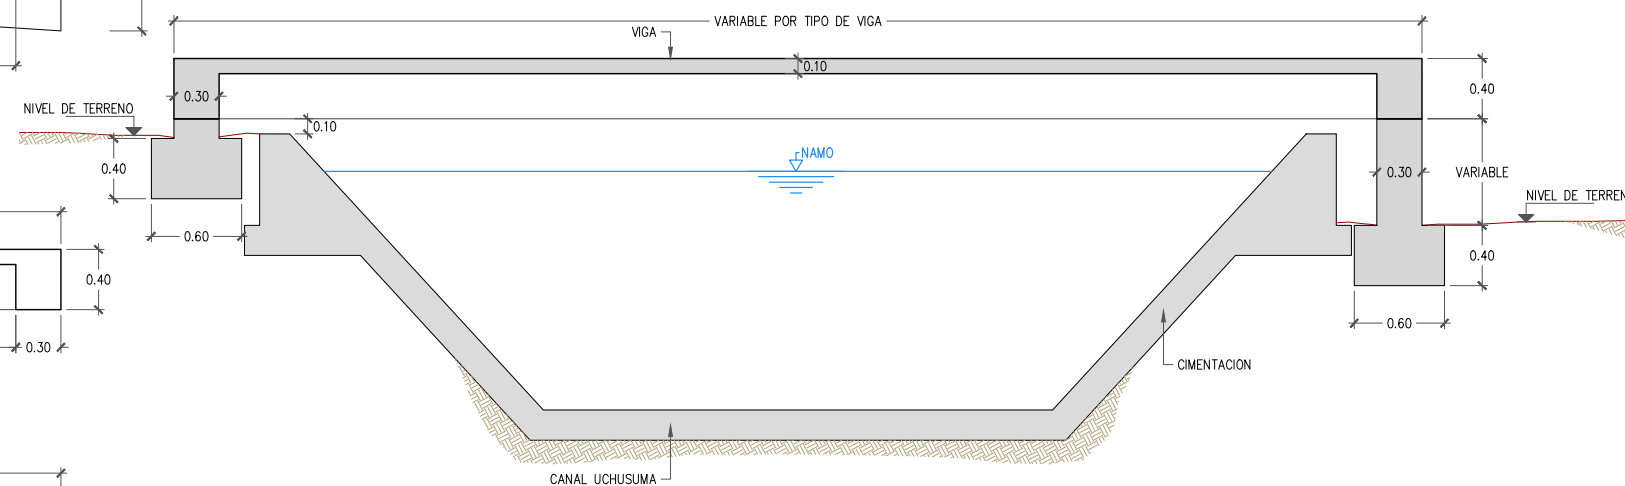 VARIABLE POR TIPO DE VIGA
VIGA
0.10
0.40
0.30
NIVEL DE TERRENO
0.10
NAMO
0.40
0.30
VARIABLE
NIVEL DE TERREN
0.60
0.40
0.40
0.60
0.30
CIMENTACION
CANAL UCHUSUMA